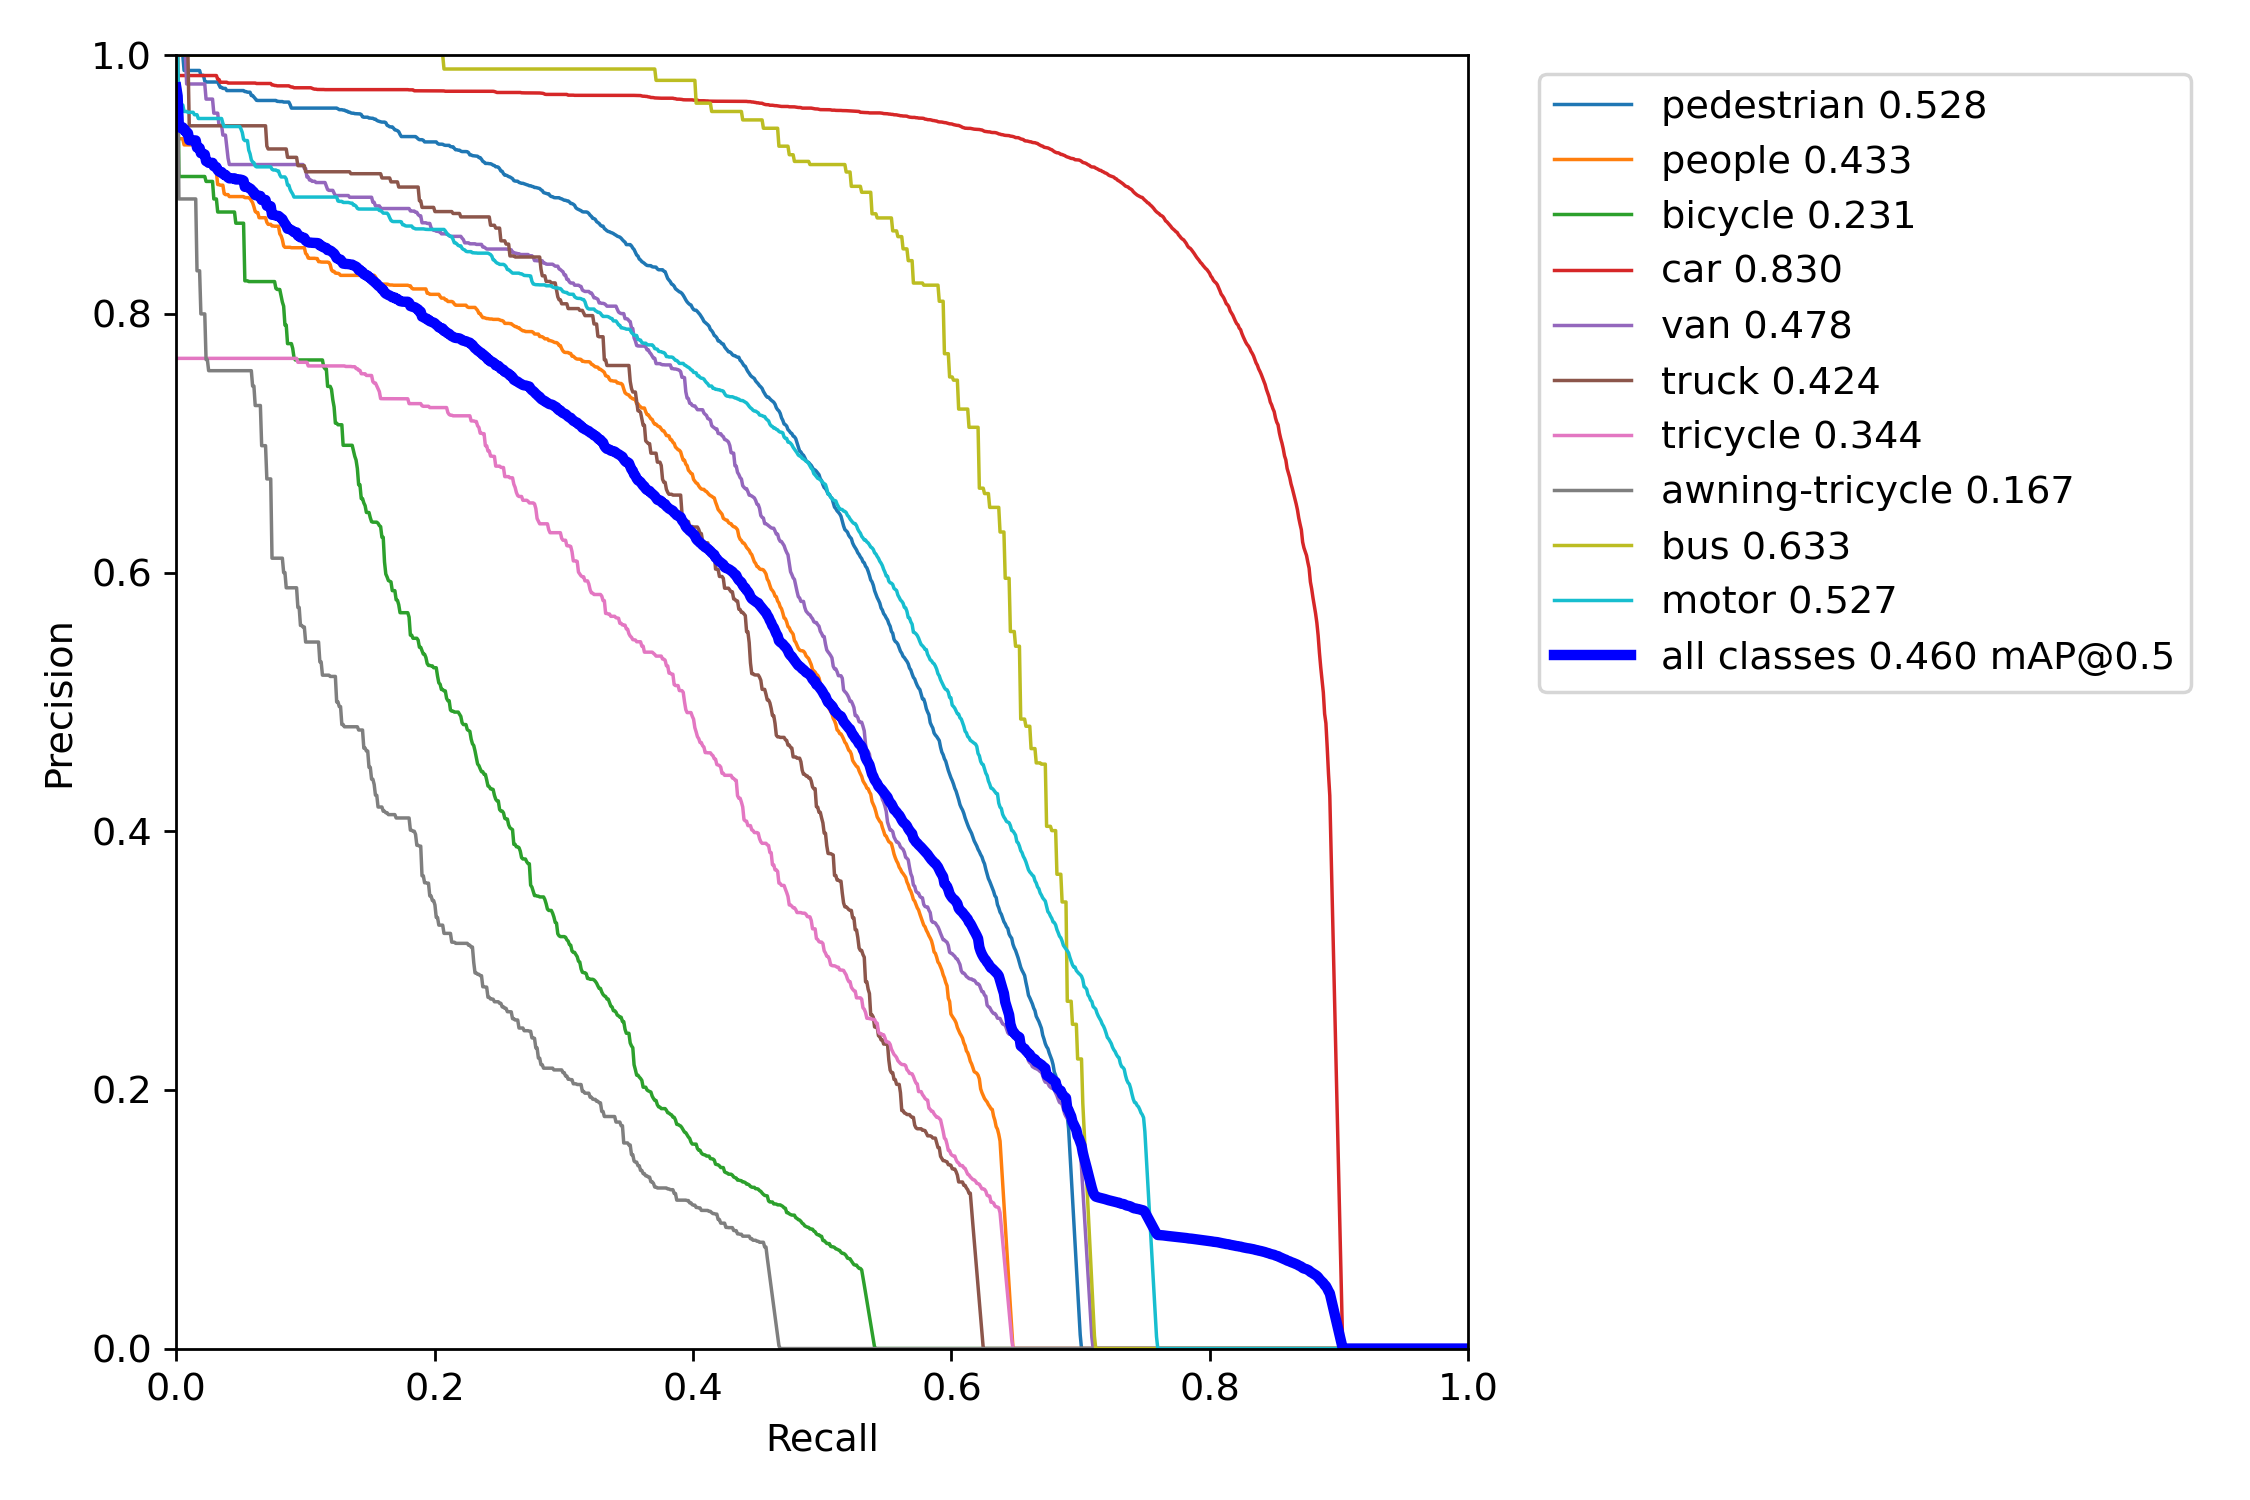 1.0
0.8
0.6
0.4
0.2
0.0
Precision
0.0 0.2 0.4 0.6 0.8 1.0
Recall
pedestrian 0.528
people 0.433
bicycle 0.231
car 0.830
van 0.478
truck 0.424
tricycle 0.344
awning-tricycle 0.167
bus 0.633
motor 0.527
all classes 0.460 mAP@0.5